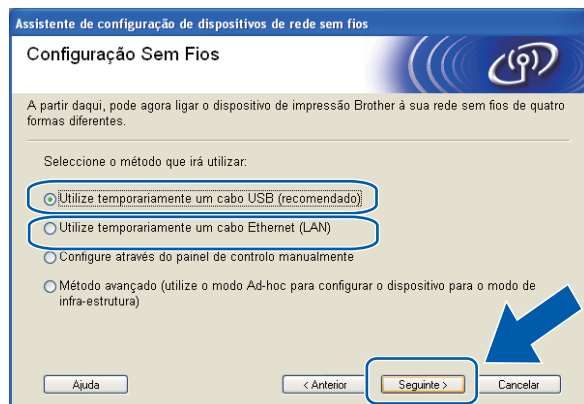 Assistente de configuração de dispositivos de rede sem fios
Configuração Sem Fios
A partir daqui, pode agora ligar o dispositivo de impressão Brother à sua rede sem fios de quatro
formas diferentes.
Seleccione o método que irá utilizar:
Utilize temporariamente um cabo USB (recomendado)
Utilize temporariamente um cabo Ethernet (LAN)
Configure através do painel de controlo manualmente
Método avançado (utilize o modo Ad-hoc para configurar o dispositivo para o modo de
infra-estrutura)
Ajuda
< Anterior
Seguinte >
Cancelar